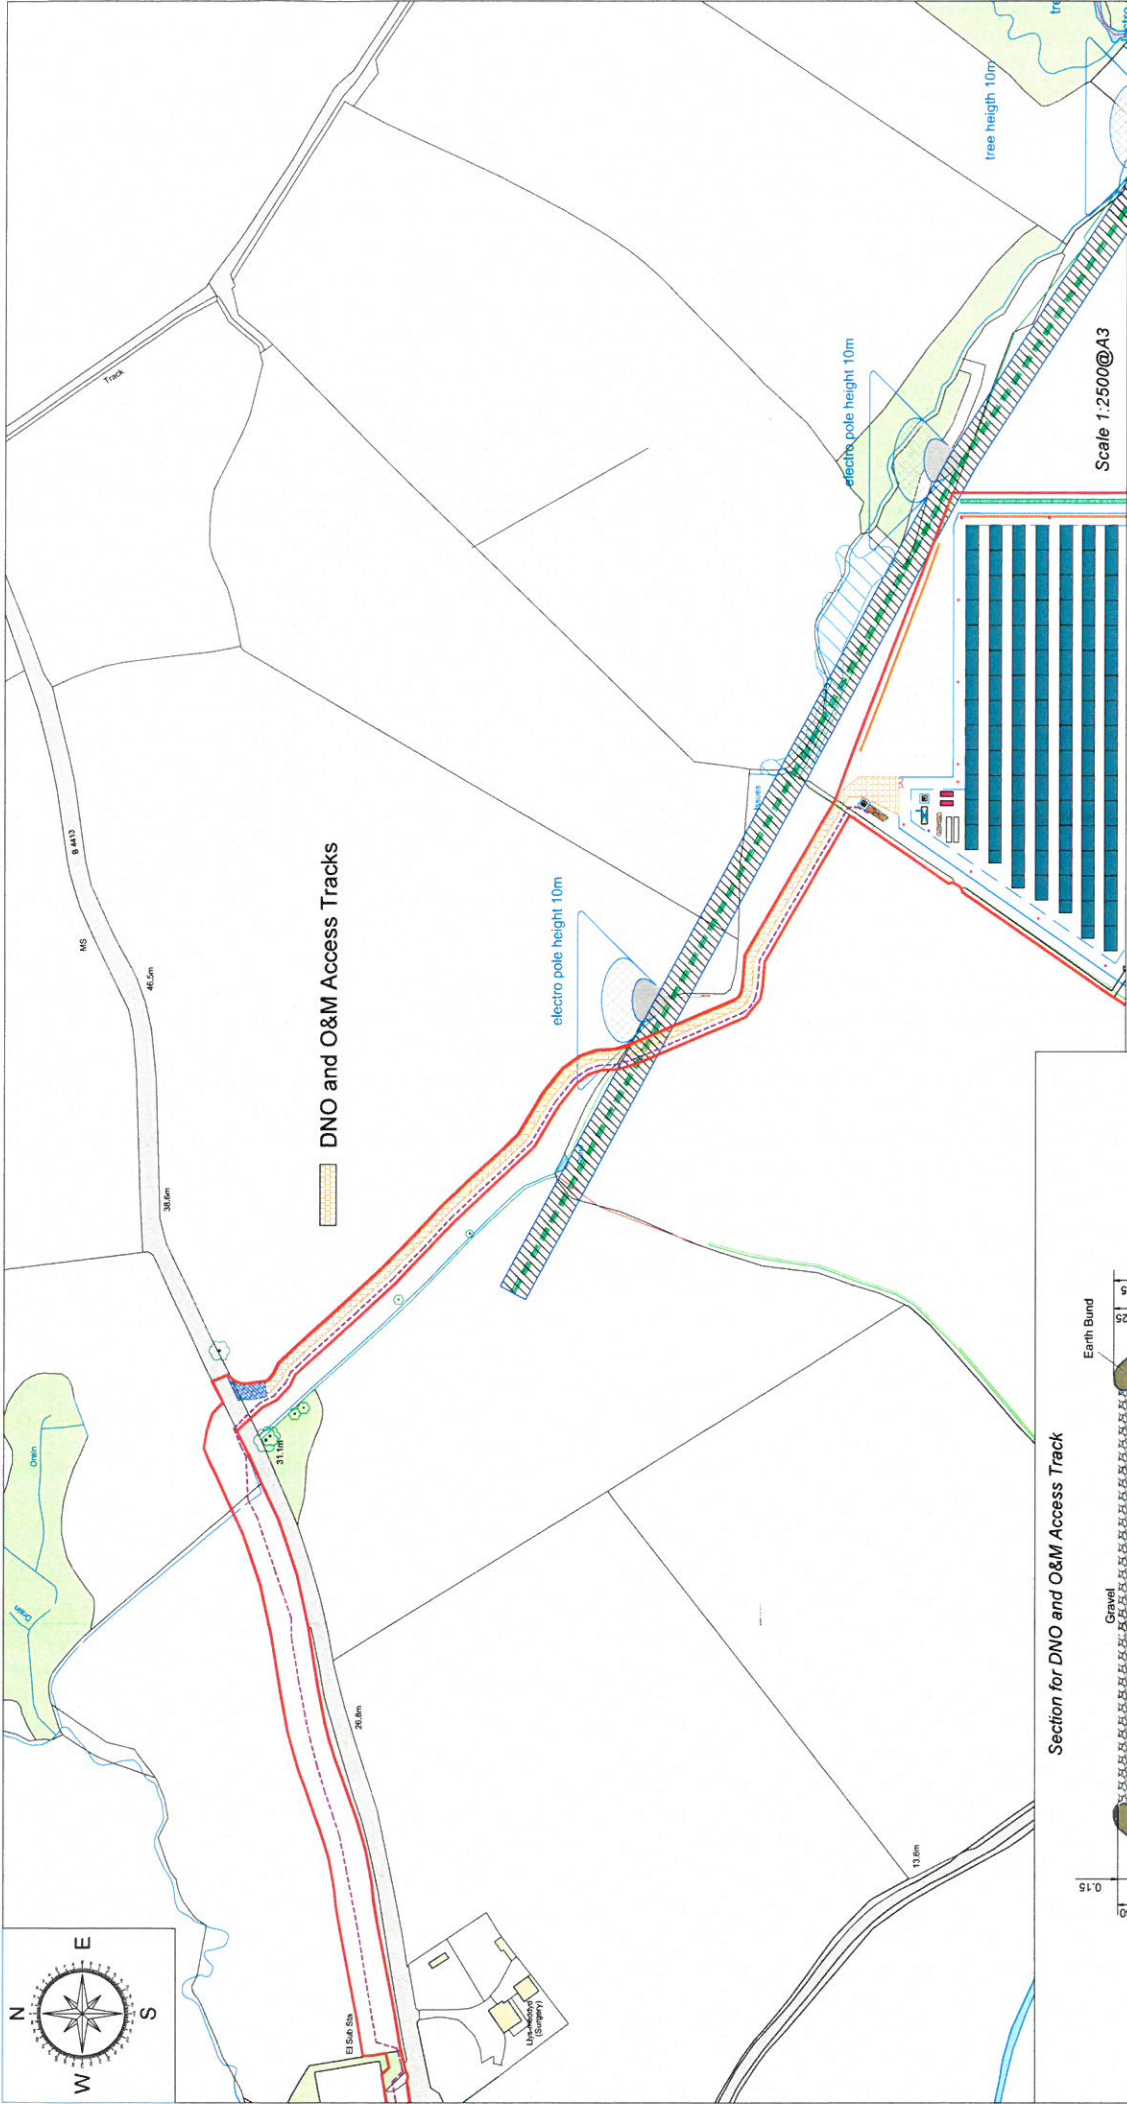 N
W
E
S
Drain
Drain
Track
B 4413
MS
46.5m
38.6m
31.1m
26.8m
13.6m
El Sub Sta
(Surgery)
DNO and O&M Access Tracks
electro pole height 10m
electro pole height 10m
tree heigth 10m
tre
Issues
Scale 1:2500@A3
Section for DNO and O&M Access Track
Gravel
Earth Bund
0.15